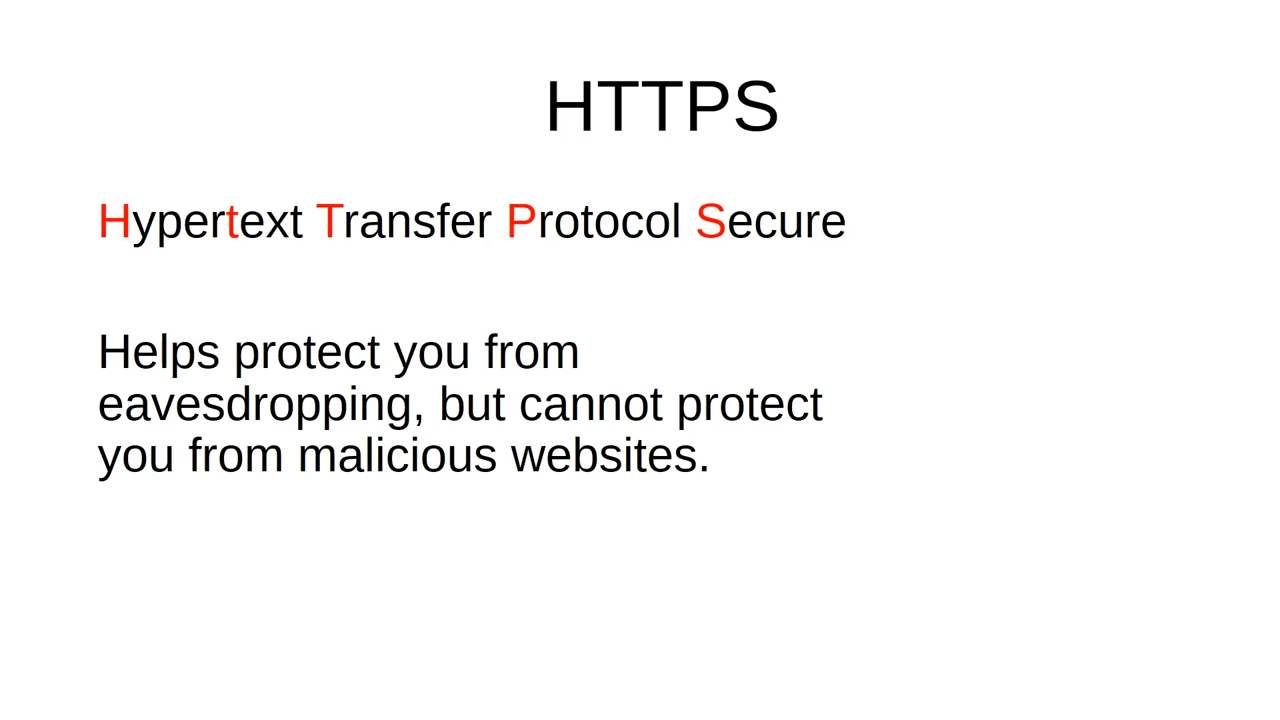 HTTPS
Hypertext Transfer Protocol Secure
Helps protect you from
eavesdropping, but cannot protect
you from malicious websites.